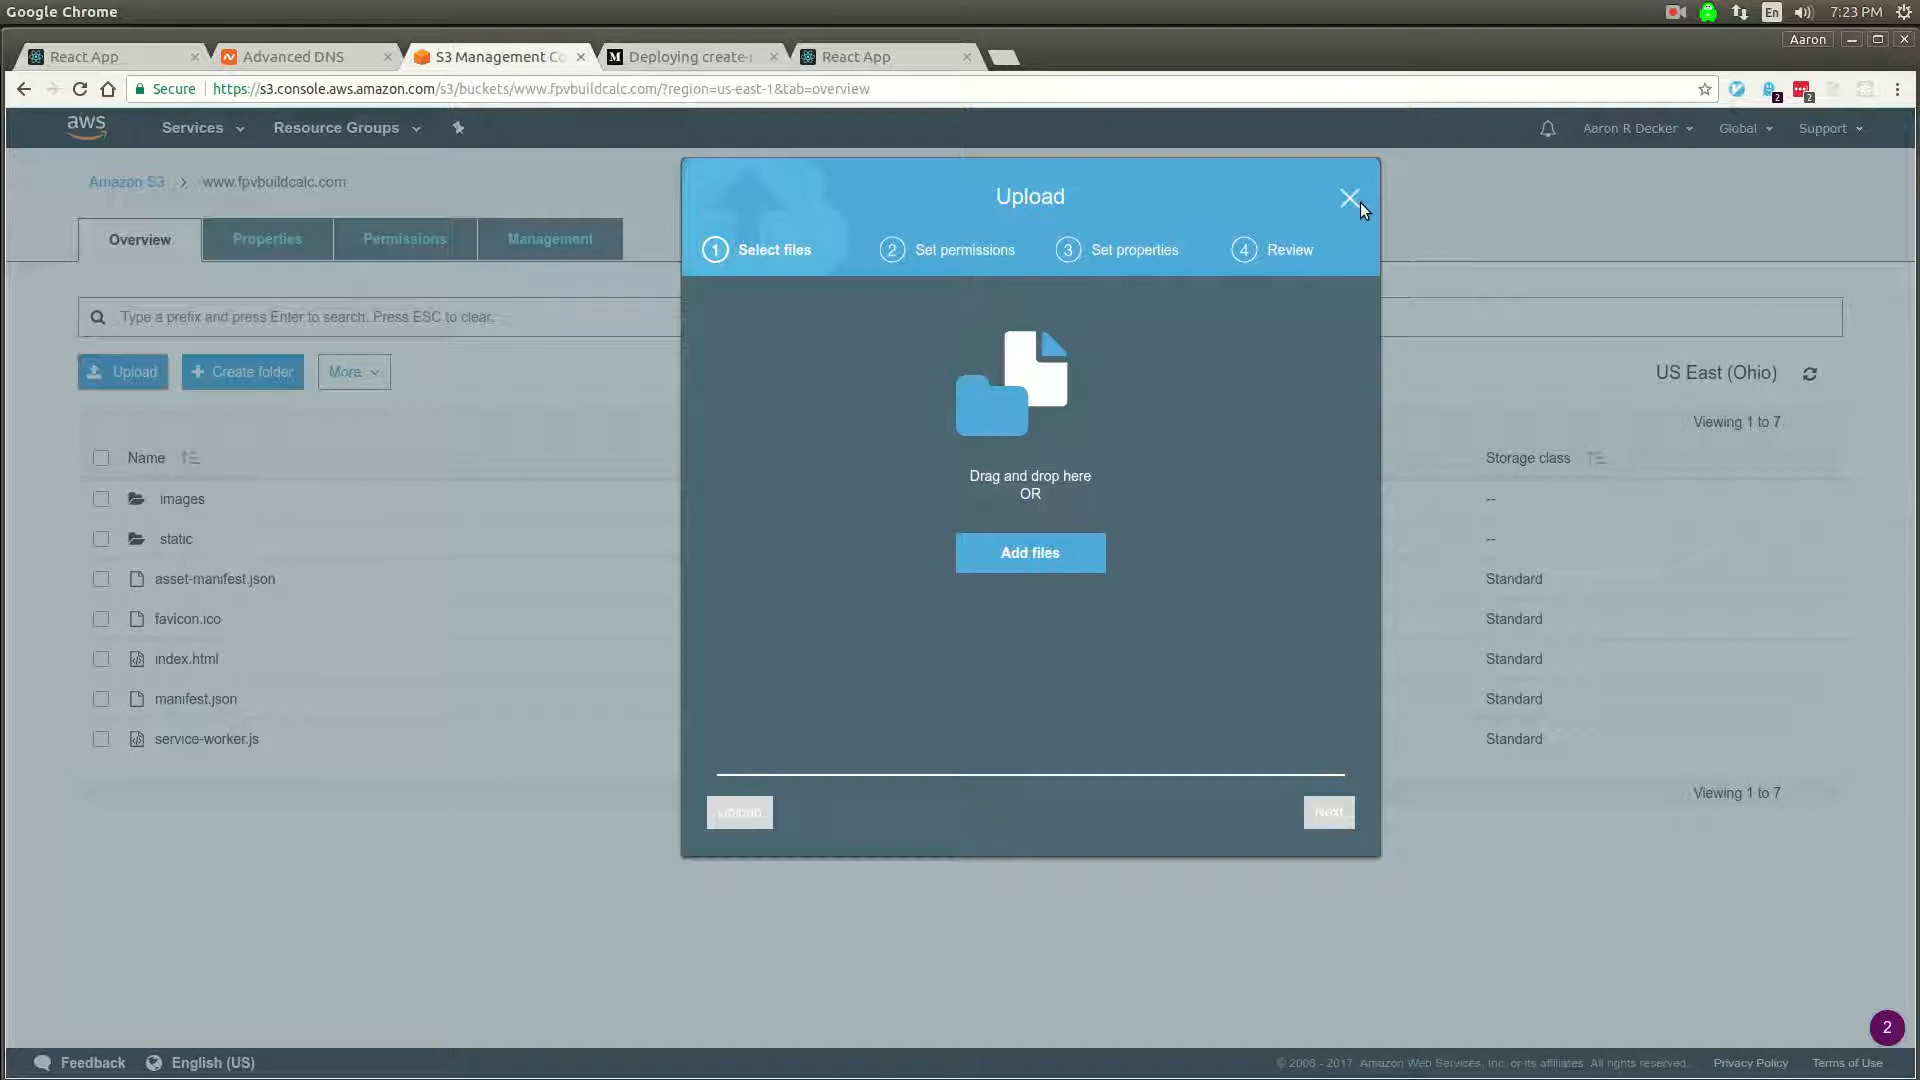 Google Chrome
En
7:23 PM
React App
Advanced DNS
S3 Management Co
Deploying create-r
React App
Aaron
Secure
https://s3.console.aws.amazon.com/s3/buckets/www.fpvbuildcalc.com/?region=us-east-1&tab=overview
2
2
aws
Services
Resource Groups
Aaron R Decker
Global
Support
Amazon S3 > www.fpvbuildcalc.com
Upload
Overview
Properties
Permissions
Management
1 Select files
2 Set permissions
3 Set properties
4 Review
Type a prefix and press Enter to search. Press ESC to clear.
Upload
+ Create folder
More
US East (Ohio)
Viewing 1 to 7
Name
Storage class
images
--
static
--
asset-manifest.json
Standard
favicon.ico
Standard
index.html
Standard
manifest.json
Standard
service-worker.js
Standard
Drag and drop here
OR
Add files
Viewing 1 to 7
Upload
Next
2
Feedback
English (US)
© 2008 - 2017, Amazon Web Services, Inc. or its affiliates. All rights reserved.
Privacy Policy
Terms of Use